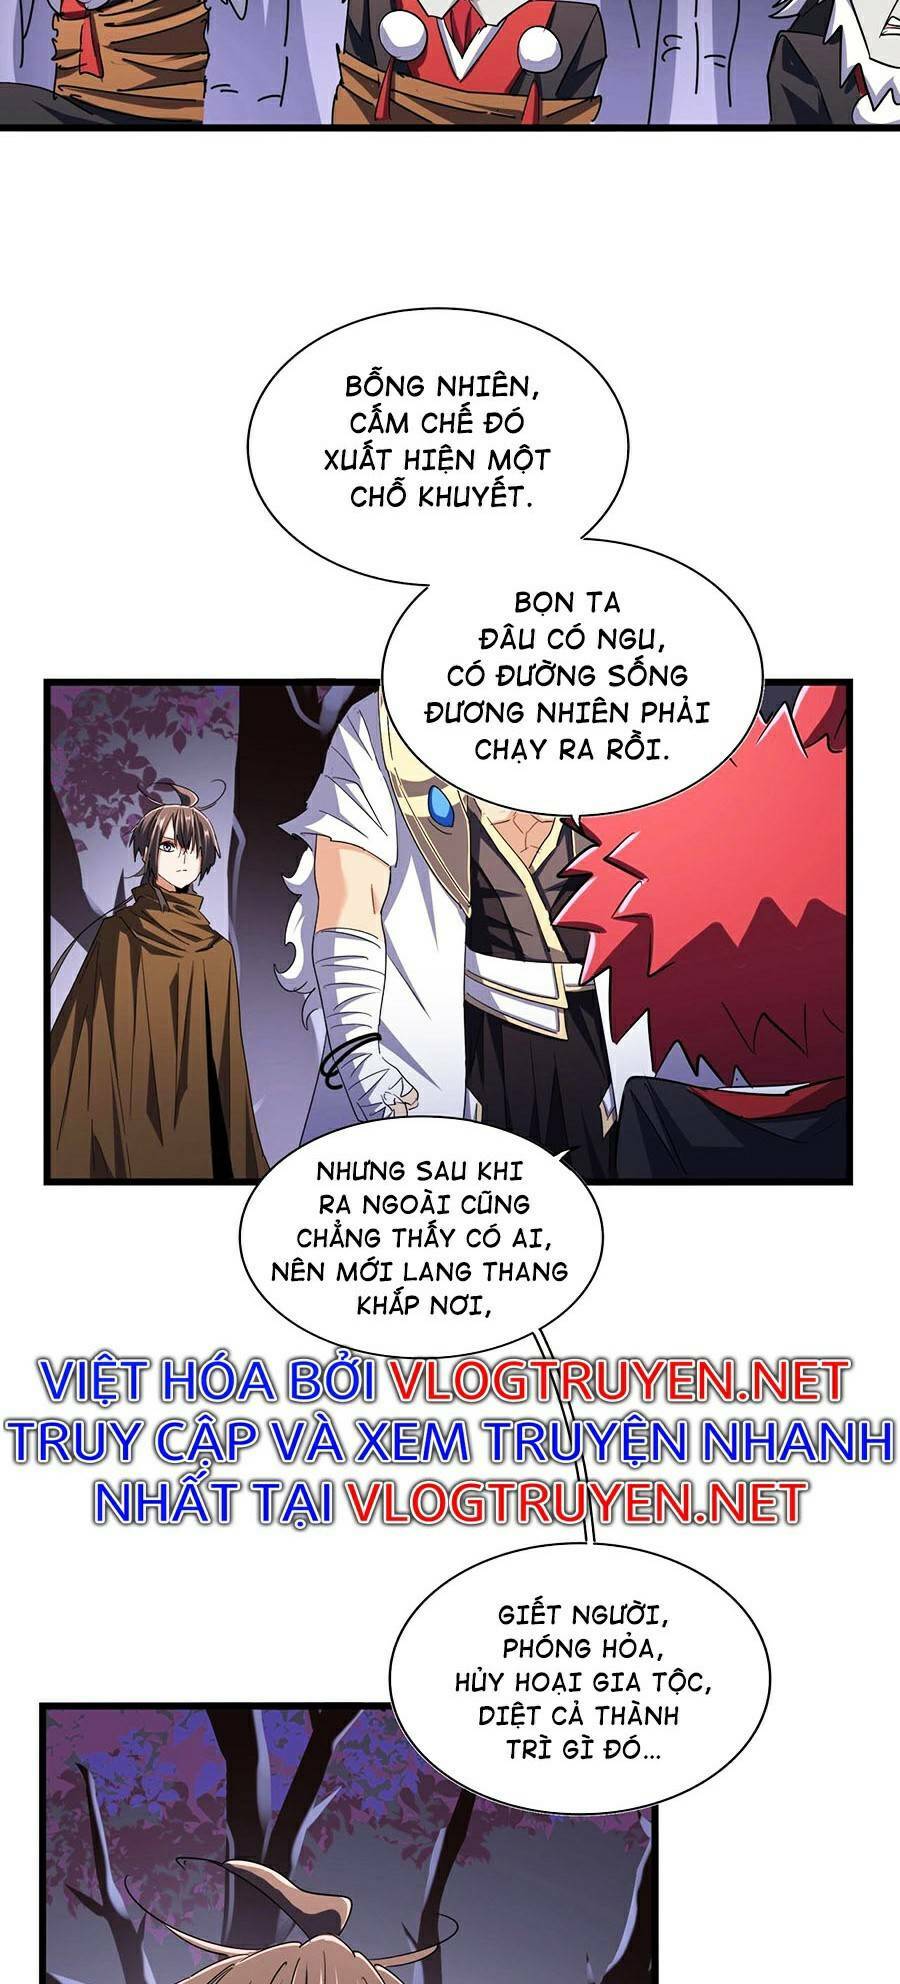 BỖNG NHIÊN,
CẤM CHẾ ĐÓ
XUẤT HIỆN MỘT
CHỖ KHUYẾT.
BỌN TA
ĐÂU CÓ NGU,
CÓ ĐƯỜNG SỐNG
ĐƯƠNG NHIÊN PHẢI
CHẠY RA RỒI.
NHƯNG SAU KHI
RA NGOÀI CŨNG
CHẲNG THẤY CÓ AI,
NÊN MỚI LANG THANG
KHẮP NƠI,
VIỆT HÓA BỞI VLOGTRUYEN.NET
TRUY CẬP VÀ XEM TRUYỆN NHANH
NHẤT TẠI VLOGTRUYEN.NET
GIẾT NGƯỜI,
PHÓNG HỎA,
HỦY HOẠI GIA TỘC,
DIỆT CẢ THÀNH
TRÌ GÌ ĐÓ...